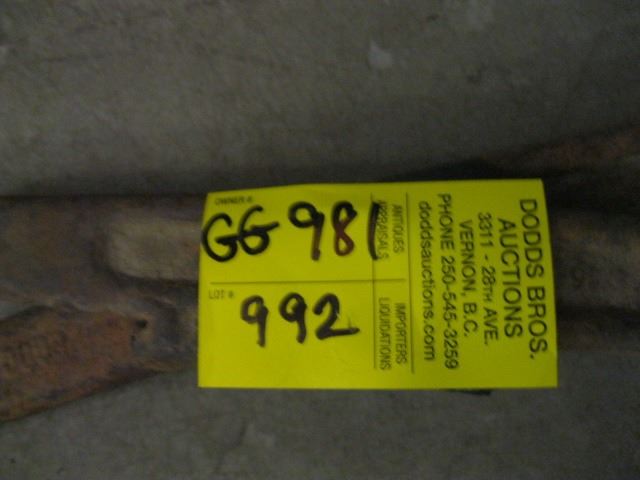 OWNER #
GG 981
LOT #
992
ANTIQUES
APPRAISALS
IMPORTERS
LIQUIDATIONS
DODDS BROS.
AUCTIONS
3311 - 28TH AVE.
VERNON, B.C.
PHONE 250-545-3259
doddsauctions.com